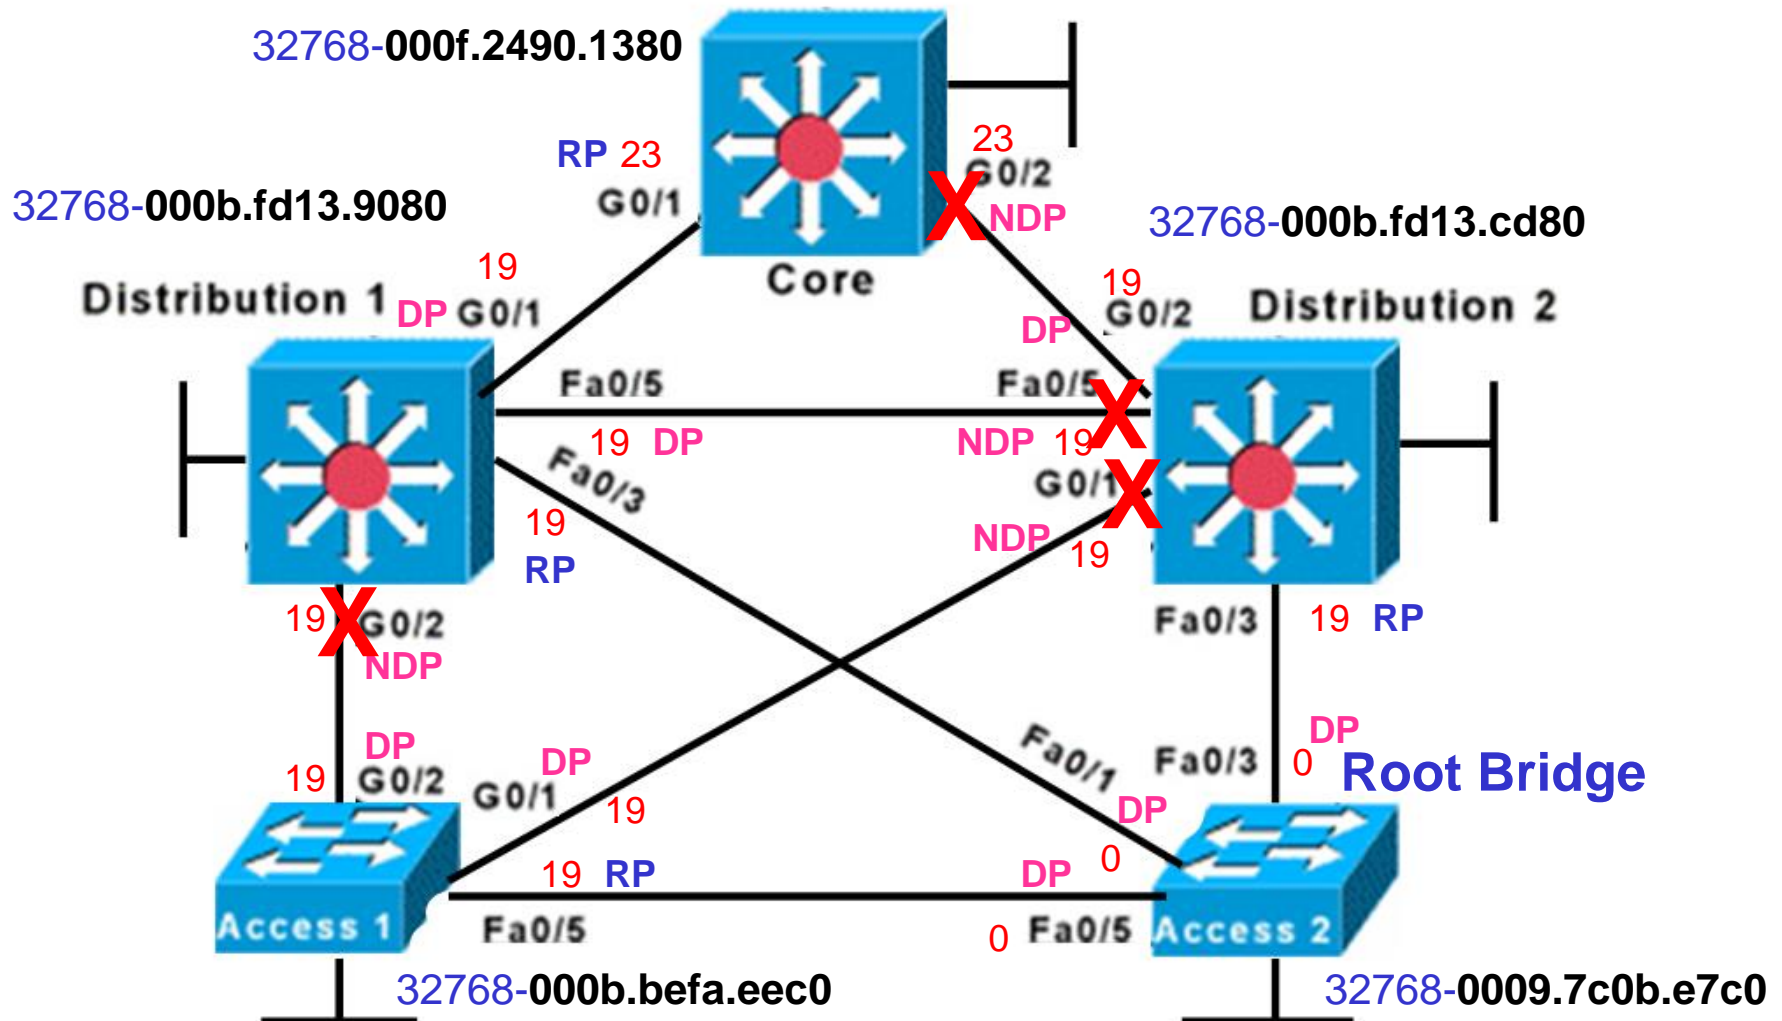 32768-000f.2490.1380
RP 23
G0/1
23
G0/2
NDP
Core
32768-000b.fd13.9080
32768-000b.fd13.cd80
Distribution 1
19
DP G0/1
19
G0/2
DP
Distribution 2
Fa0/5
Fa0/5
19 DP
NDP 19
Fa0/3
G0/1
19
RP
NDP
19
X
X
X
X
19 G0/2
NDP
Fa0/3
19 RP
DP
19
G0/2
DP
G0/1
19
Fa0/1
DP
0
Fa0/3
DP
0
Root Bridge
19 RP
DP
Access 1
Fa0/5
0
Fa0/5
Access 2
32768-000b.befa.eec0
32768-0009.7c0b.e7c0